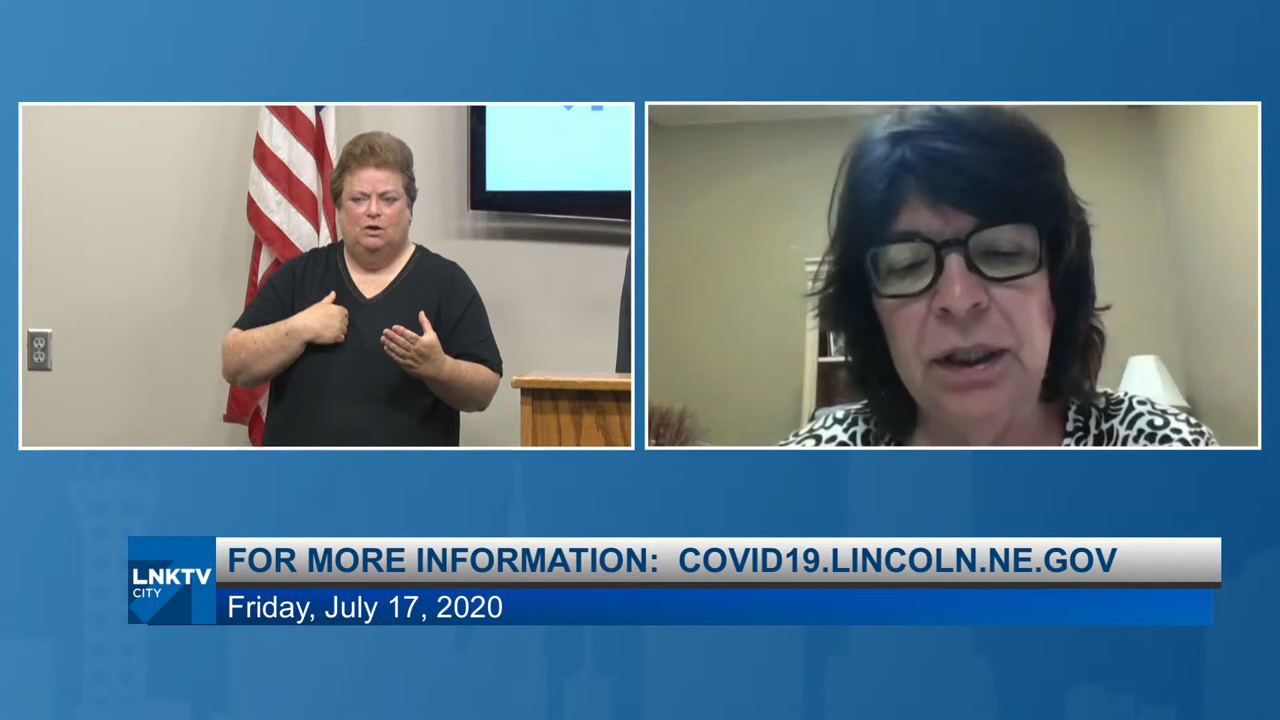 FOR MORE INFORMATION: COVID19.LINCOLN.NE.GOV
LNKTV
CITY
Friday, July 17, 2020